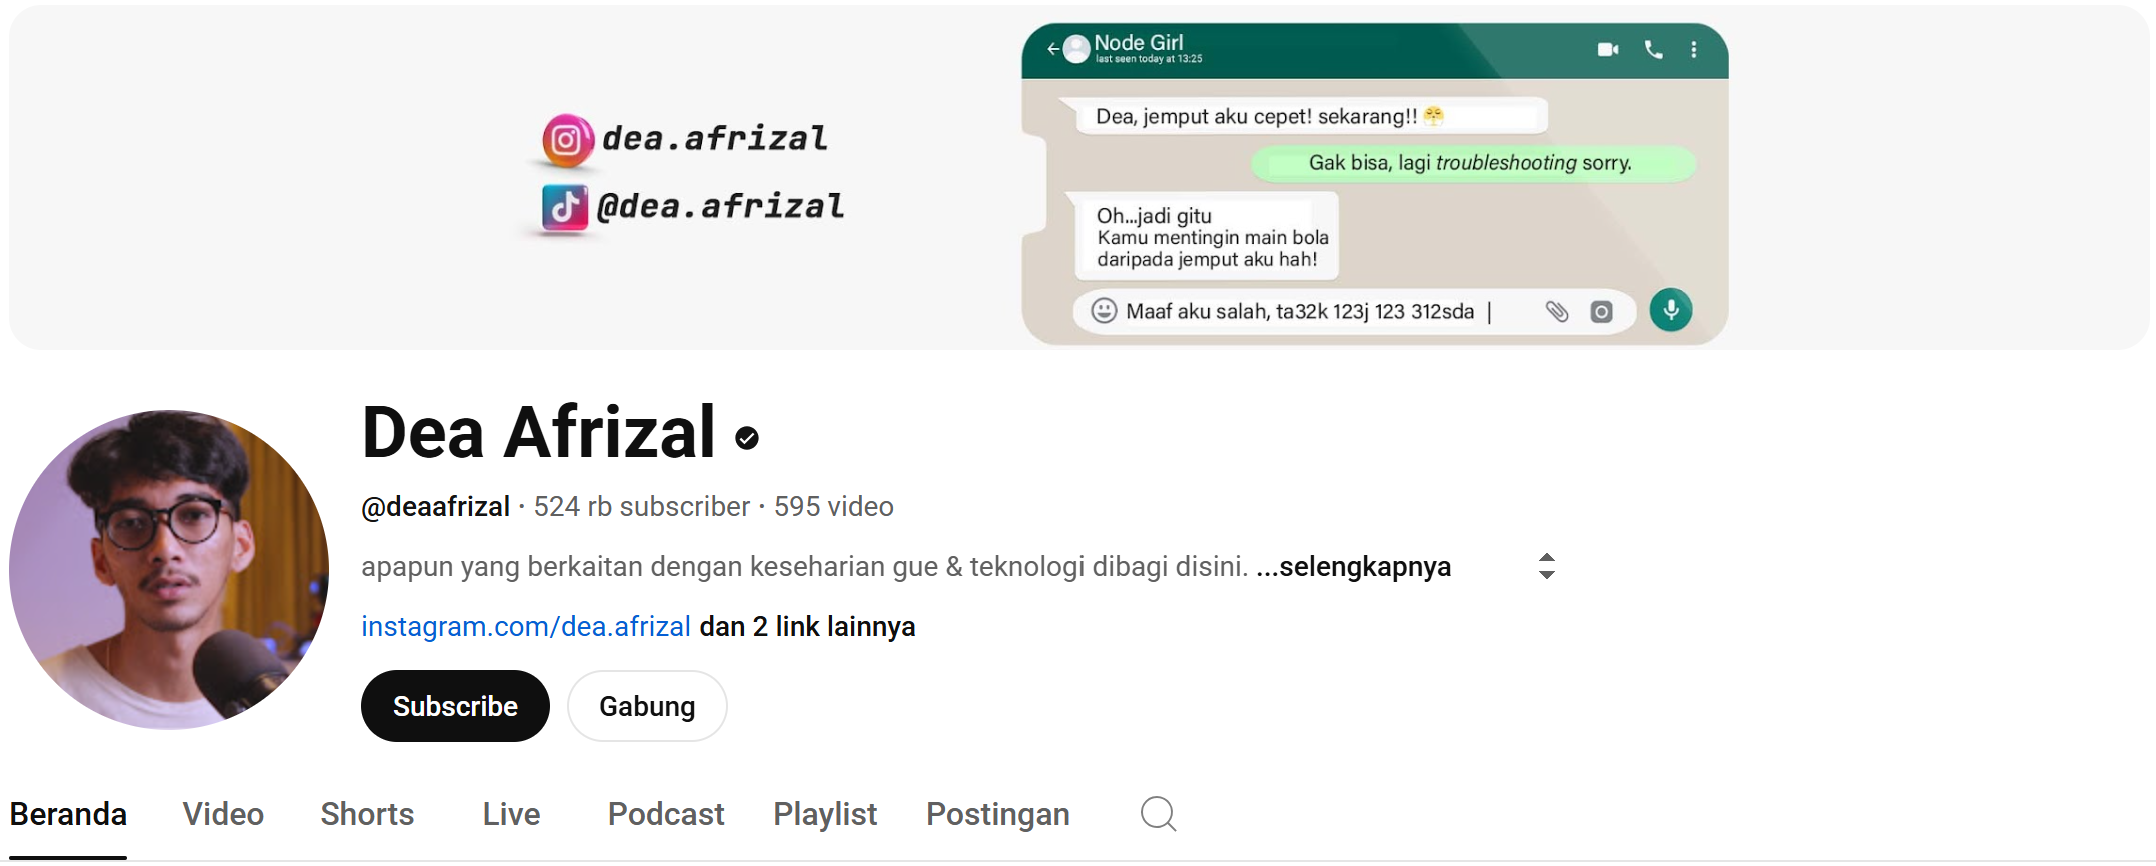 dea.afrizal
@dea.afrizal
Node Girl
last seen today at 13:25
Dea, jemput aku cepet! sekarang!! 😤
Gak bisa, lagi troubleshooting sorry.
Oh...jadi gitu
Kamu mentingin main bola
daripada jemput aku hah!
Maaf aku salah, ta32k 123j 123 312sda |
Dea Afrizal
@deaafrizal · 524 rb subscriber · 595 video
apapun yang berkaitan dengan keseharian gue & teknologi dibagi disini. ...selengkapnya
instagram.com/dea.afrizal dan 2 link lainnya
Subscribe Gabung
Beranda Video Shorts Live Podcast Playlist Postingan